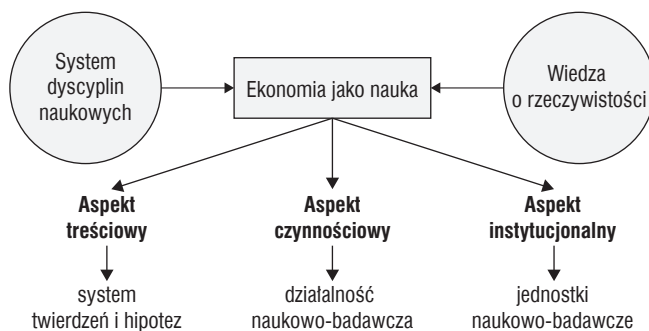 System
dyscyplin
naukowych
Ekonomia jako nauka
Wiedza
o rzeczywistości
Aspekt
treściowy
Aspekt
czynnościowy
Aspekt
instytucjonalny
system
twierdzeń i hipotez
działalność
naukowo-badawcza
jednostki
naukowo-badawcze